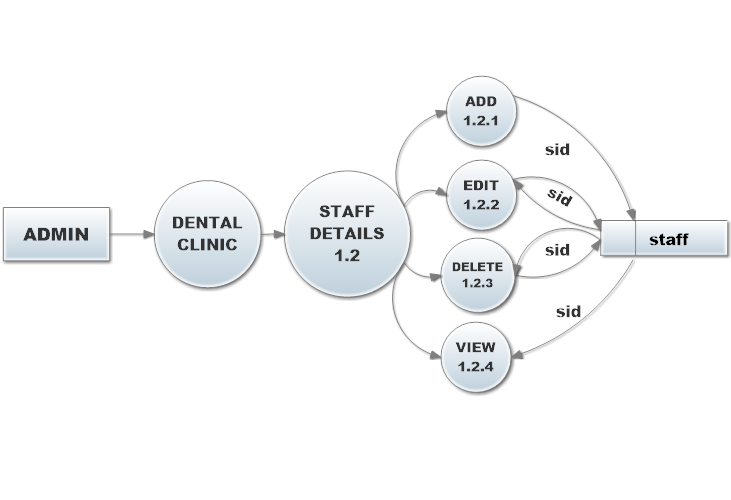 ADMIN
DENTAL
CLINIC
STAFF
DETAILS
1.2
ADD
1.2.1
EDIT
1.2.2
DELETE
1.2.3
VIEW
1.2.4
sid
sid
sid
sid
staff